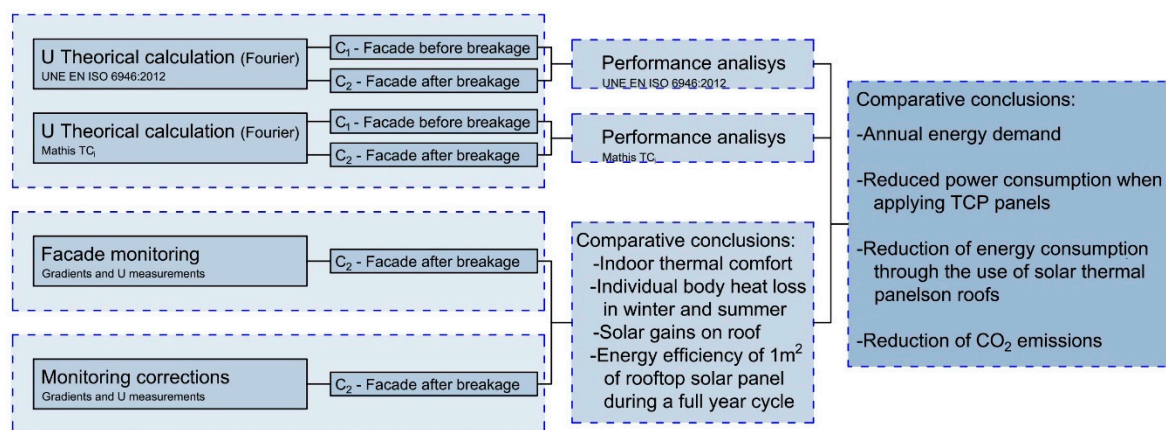 U Theorical calculation (Fourier)
UNE EN ISO 6946:2012
C1 - Facade before breakage
C2 - Facade after breakage
Performance analisys
UNE EN ISO 6946:2012
U Theorical calculation (Fourier)
Mathis TCi
C1 - Facade before breakage
C2 - Facade after breakage
Performance analisys
Mathis TCi
Facade monitoring
Gradients and U measurements
C2 - Facade after breakage
Monitoring corrections
Gradients and U measurements
C2 - Facade after breakage
Comparative conclusions:
-Indoor thermal comfort
-Individual body heat loss
in winter and summer
-Solar gains on roof
-Energy efficiency of 1m2
of rooftop solar panel
during a full year cycle
Comparative conclusions:
-Annual energy demand
-Reduced power consumption when
applying TCP panels
-Reduction of energy consumption
through the use of solar thermal
panelson roofs
-Reduction of CO2 emissions